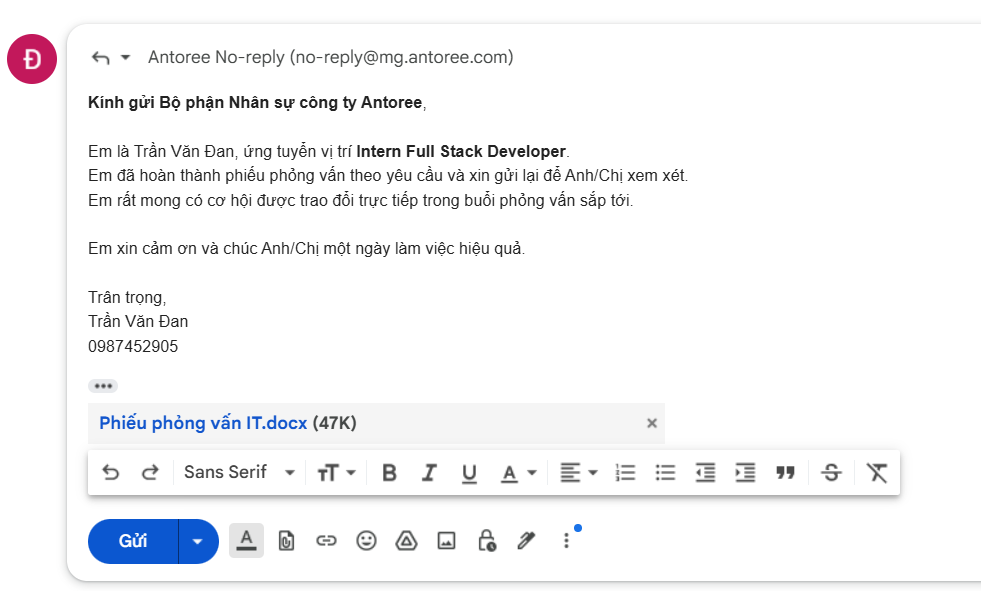 Đ
Antoree No-reply (no-reply@mg.antoree.com)
Kính gửi Bộ phận Nhân sự công ty Antoree,
Em là Trần Văn Đan, ứng tuyển vị trí Intern Full Stack Developer.
Em đã hoàn thành phiếu phỏng vấn theo yêu cầu và xin gửi lại để Anh/Chị xem xét.
Em rất mong có cơ hội được trao đổi trực tiếp trong buổi phỏng vấn sắp tới.
Em xin cảm ơn và chúc Anh/Chị một ngày làm việc hiệu quả.
Trân trọng,
Trần Văn Đan
0987452905
Phiếu phỏng vấn IT.docx (47K)
Sans Serif
Gửi